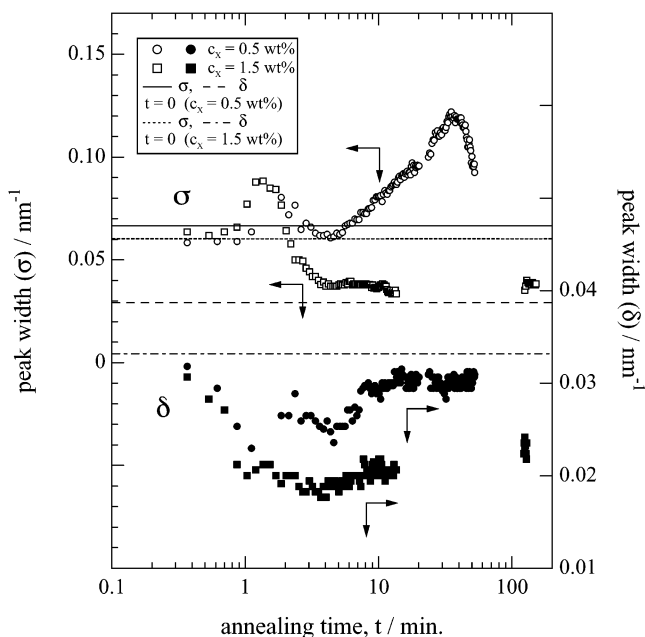 0.17
0.15
0.10
0.05
0
○ ● cₓ = 0.5 wt%
□ ■ cₓ = 1.5 wt%
σ, δ
t = 0 (cₓ = 0.5 wt%)
σ, δ
t = 0 (cₓ = 1.5 wt%)
σ
δ
peak width (σ) / nm⁻¹
peak width (δ) / nm⁻¹
0.04
0.03
0.02
0.01
0.1 1 10 100
annealing time, t / min.